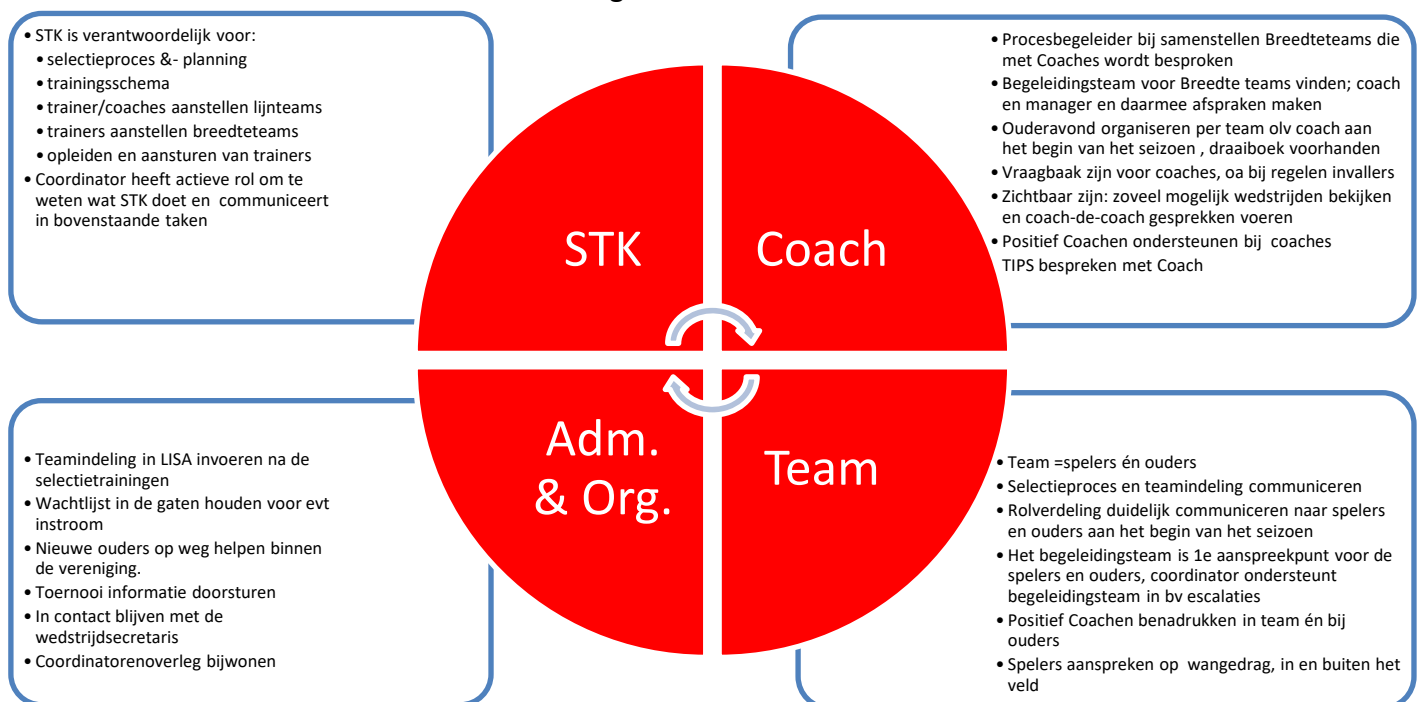 • STK is verantwoordelijk voor:
• selectieproces &- planning
• trainingsschema
• trainer/coaches aanstellen lijnteams
• trainers aanstellen breedteteams
• opleiden en aansturen van trainers
• Coordinator heeft actieve rol om te
weten wat STK doet en communiceert
in bovenstaande taken
• Procesbegeleider bij samenstellen Breedteteams die
met Coaches wordt besproken
• Begeleidingsteam voor Breedte teams vinden; coach
en manager en daarmee afspraken maken
• Ouderavond organiseren per team olv coach aan
het begin van het seizoen , draaiboek voorhanden
• Vraagbaak zijn voor coaches, oa bij regelen invallers
• Zichtbaar zijn: zoveel mogelijk wedstrijden bekijken
en coach-de-coach gesprekken voeren
• Positief Coachen ondersteunen bij coaches
TIPS bespreken met Coach
STK
Coach
Adm.
& Org.
Team
• Teamindeling in LISA invoeren na de
selectietrainingen
• Wachtlijst in de gaten houden voor evt
instroom
• Nieuwe ouders op weg helpen binnen
de vereniging.
• Toernooi informatie doorsturen
• In contact blijven met de
wedstrijdsecretaris
• Coordinatorenoverleg bijwonen
• Team =spelers én ouders
• Selectieproces en teamindeling communiceren
• Rolverdeling duidelijk communiceren naar spelers
en ouders aan het begin van het seizoen
• Het begeleidingsteam is 1e aanspreekpunt voor de
spelers en ouders, coordinator ondersteunt
begeleidingsteam in bv escalaties
• Positief Coachen benadrukken in team én bij
ouders
• Spelers aanspreken op wangedrag, in en buiten het
veld